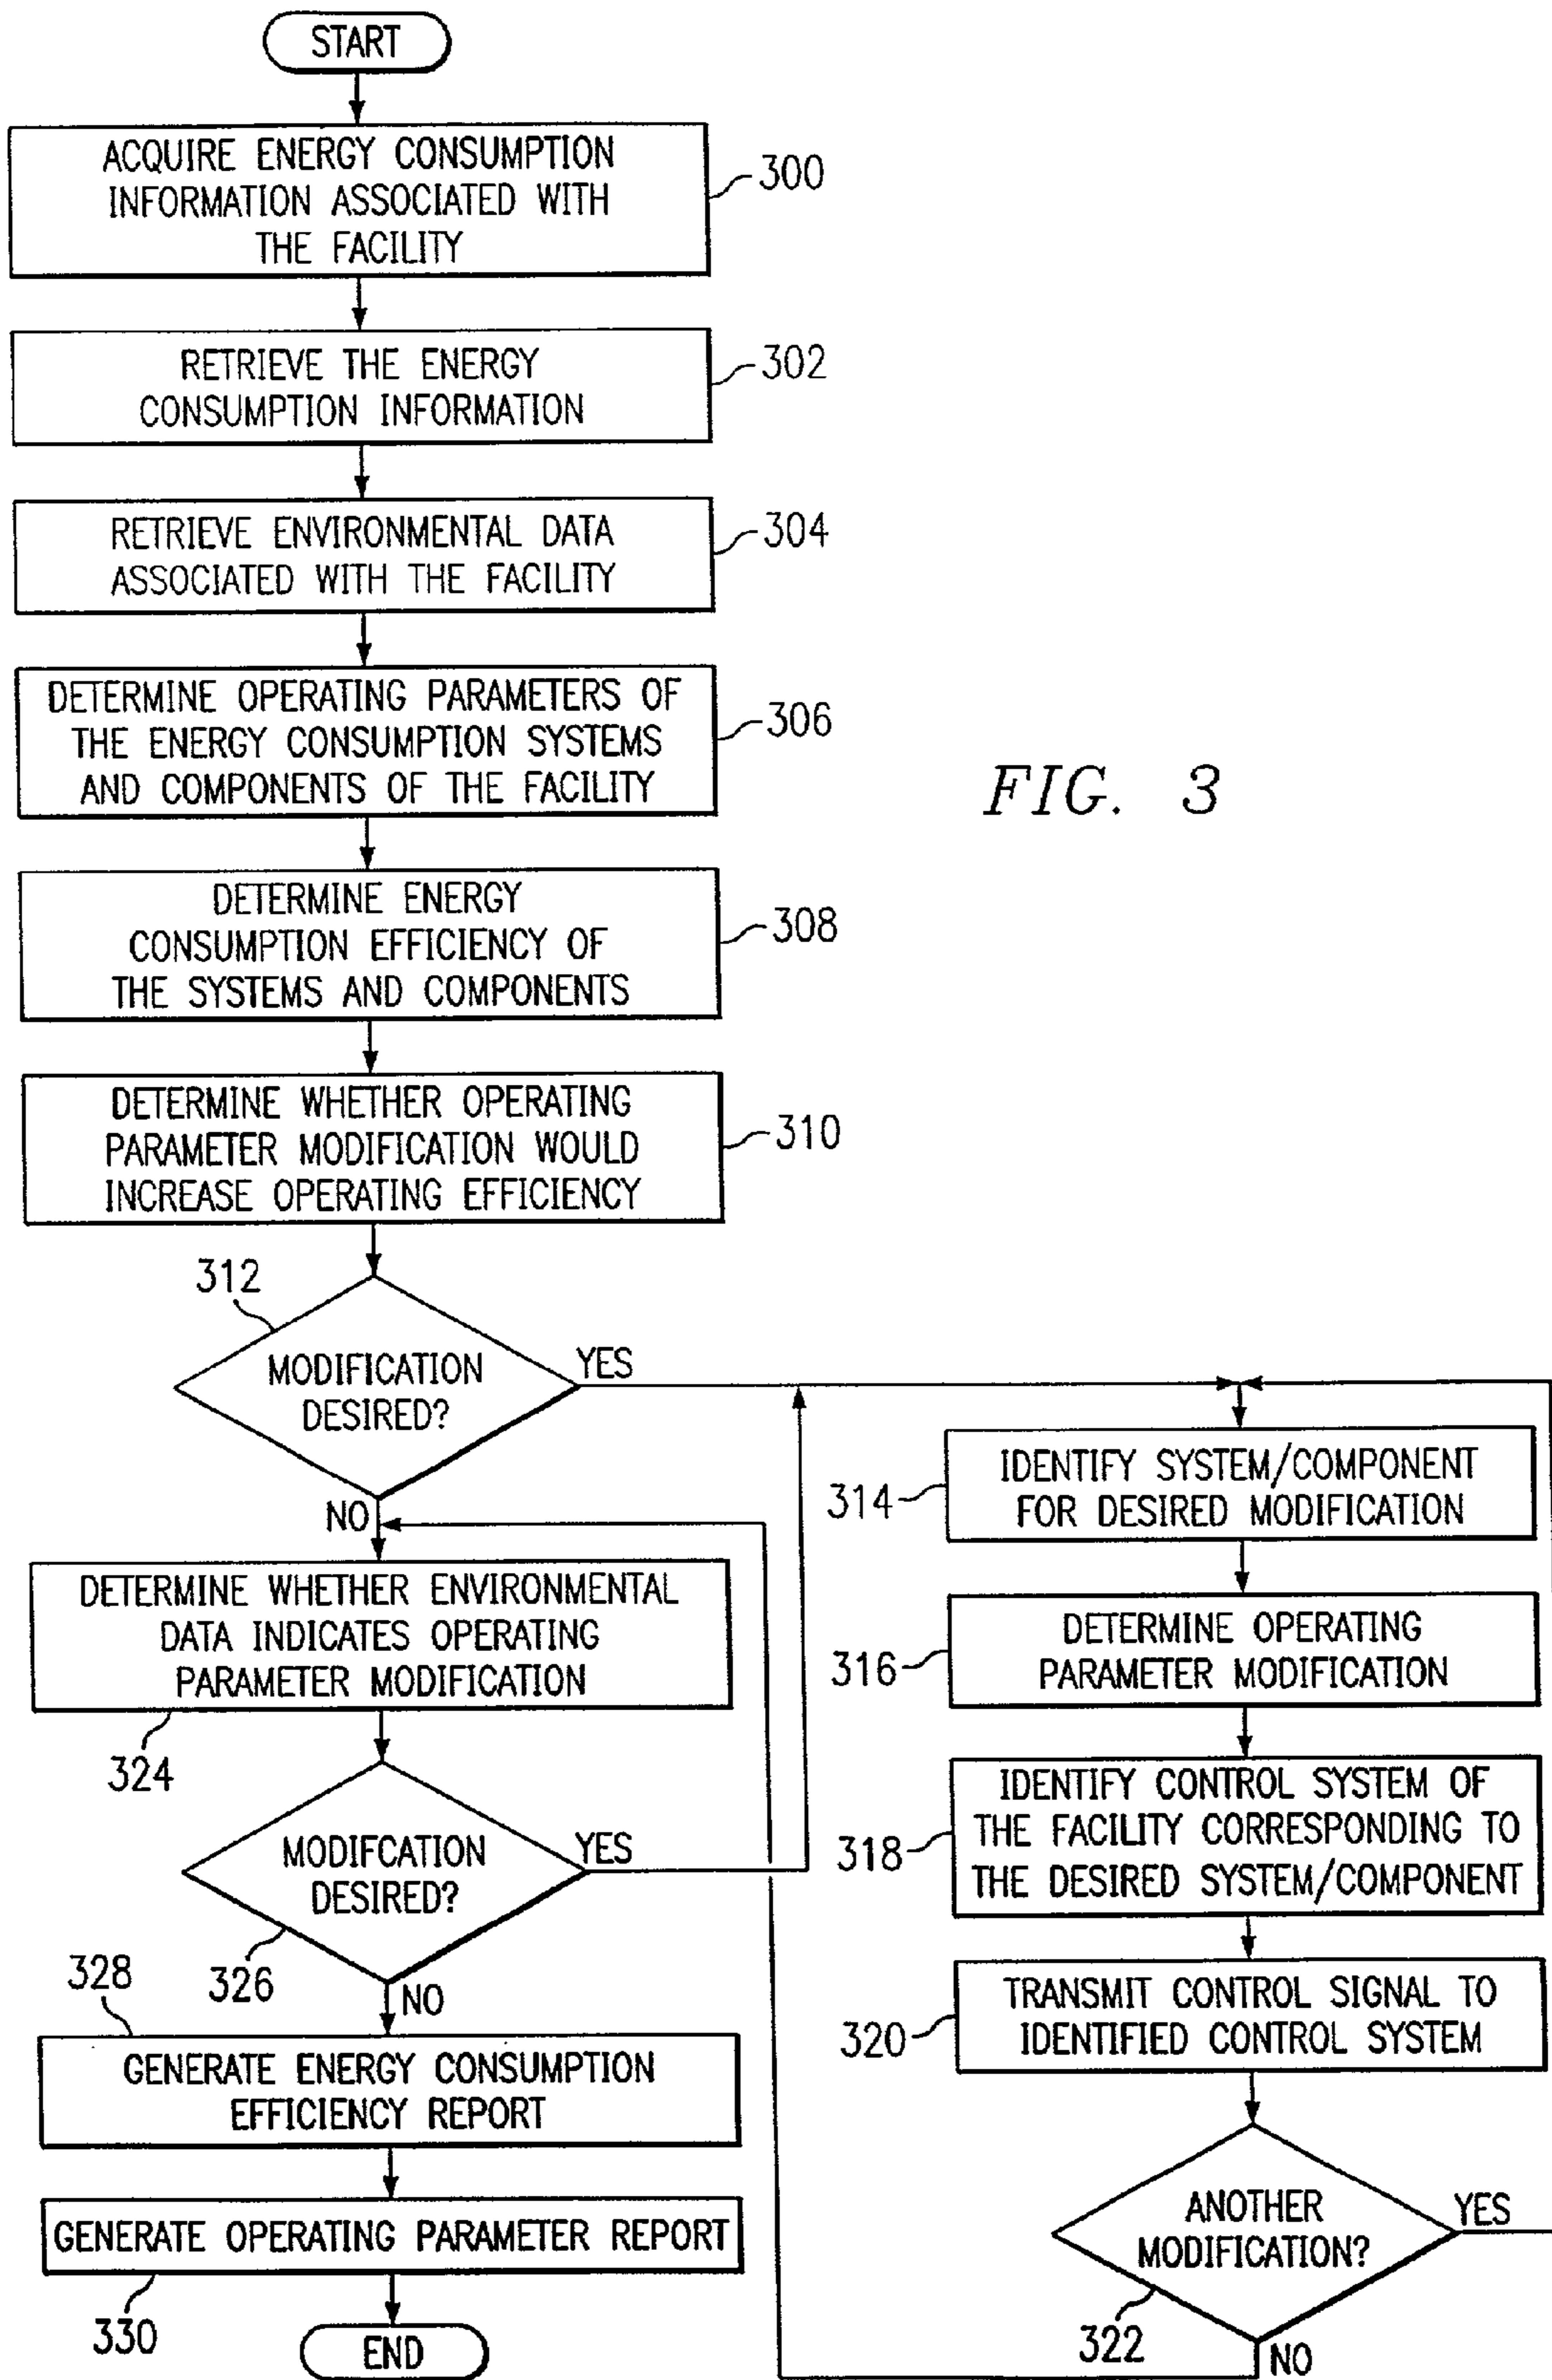 START
ACQUIRE ENERGY CONSUMPTION
INFORMATION ASSOCIATED WITH
THE FACILITY
300
RETRIEVE THE ENERGY
CONSUMPTION INFORMATION
302
RETRIEVE ENVIRONMENTAL DATA
ASSOCIATED WITH THE FACILITY
304
DETERMINE OPERATING PARAMETERS OF
THE ENERGY CONSUMPTION SYSTEMS
AND COMPONENTS OF THE FACILITY
306
FIG. 3
DETERMINE ENERGY
CONSUMPTION EFFICIENCY OF
THE SYSTEMS AND COMPONENTS
308
DETERMINE WHETHER OPERATING
PARAMETER MODIFICATION WOULD
INCREASE OPERATING EFFICIENCY
310
312
MODIFICATION
DESIRED?
YES
NO
DETERMINE WHETHER ENVIRONMENTAL
DATA INDICATES OPERATING
PARAMETER MODIFICATION
324
MODIFCATION
DESIRED?
YES
326
NO
328
GENERATE ENERGY CONSUMPTION
EFFICIENCY REPORT
GENERATE OPERATING PARAMETER REPORT
330
END
314
IDENTIFY SYSTEM/COMPONENT
FOR DESIRED MODIFICATION
316
DETERMINE OPERATING
PARAMETER MODIFICATION
318
IDENTIFY CONTROL SYSTEM OF
THE FACILITY CORRESPONDING TO
THE DESIRED SYSTEM/COMPONENT
320
TRANSMIT CONTROL SIGNAL TO
IDENTIFIED CONTROL SYSTEM
ANOTHER
MODIFICATION?
YES
322
NO